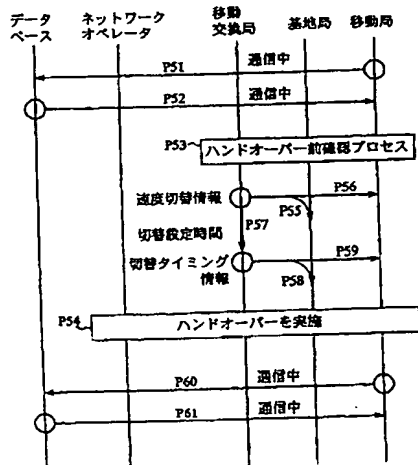 データ
ベース
ネットワーク
オペレータ
移動
交換局
基地局
移動局
P51
通信中
P52
通信中
P53
ハンドオーバー前確認プロセス
速度切替情報
P56
P55
P57
切替設定時間
切替タイミング
情報
P59
P58
P54
ハンドオーバーを実施
P60
通信中
P61
通信中